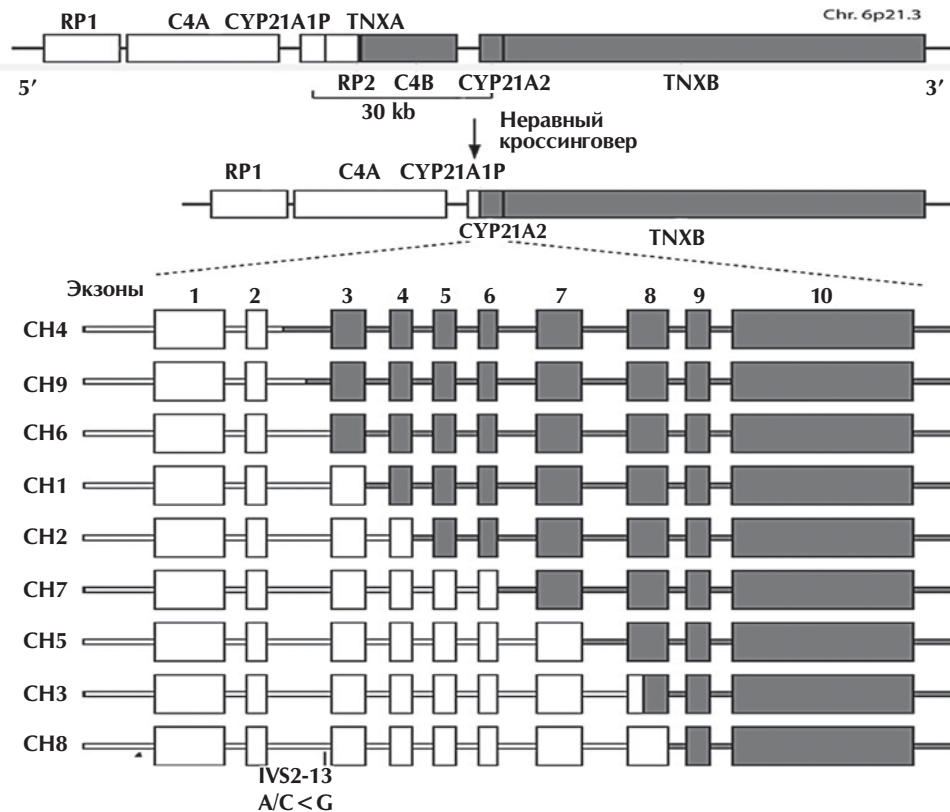 Chr. 6p21.3
RP1 C4A CYP21A1P TNXA
5′ RP2 C4B CYP21A2 TNXB 3′
30 kb
Неравный
кроссинговер
RP1 C4A CYP21A1P
CYP21A2 TNXB
Экзоны 1 2 3 4 5 6 7 8 9 10
CH4
CH9
CH6
CH1
CH2
CH7
CH5
CH3
CH8
IVS2-13
A/C<G